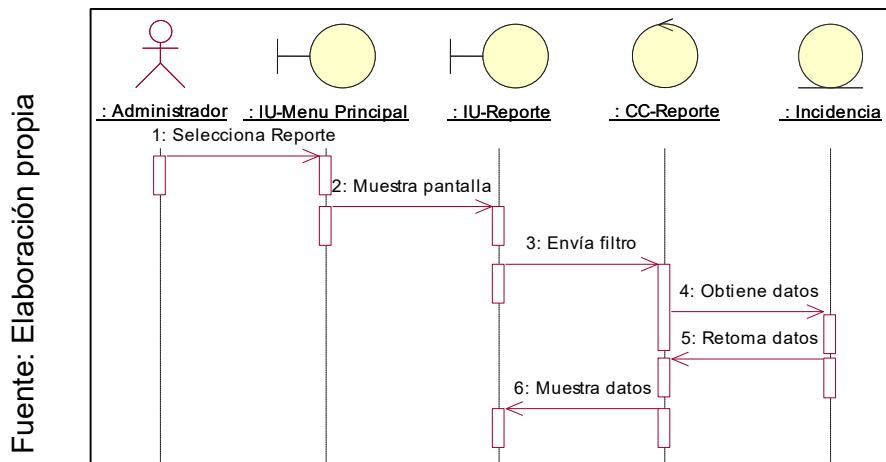 Fuente: Elaboración propia
: Administrador
: IU-Menu Principal
: IU-Reporte
: CC-Reporte
: Incidencia
1: Selecciona Reporte
2: Muestra pantalla
3: Envía filtro
4: Obtiene datos
5: Retoma datos
6: Muestra datos